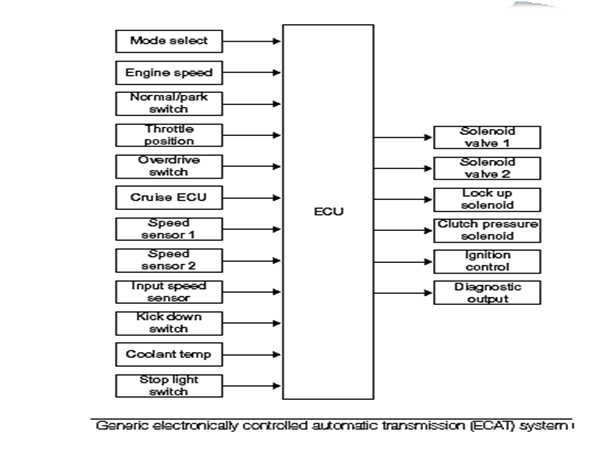 Mode select
Engine speed
Normal/park
switch
Throttle
position
Overdrive
switch
Cruise ECU
Speed
sensor 1
Speed
sensor 2
Input speed
sensor
Kick down
switch
Coolant temp
Stop light
switch
ECU
Solenoid
valve 1
Solenoid
valve 2
Lock up
solenoid
Clutch pressure
solenoid
Ignition
control
Diagnostic
output
Generic electronically controlled automatic transmission (ECAT) system